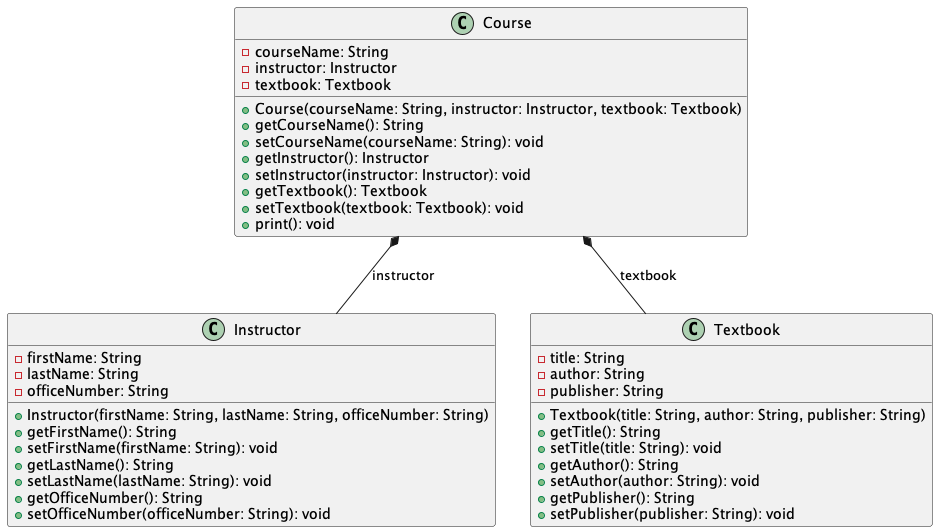 C Course
courseName: String
instructor: Instructor
textbook: Textbook
Course(courseName: String, instructor: Instructor, textbook: Textbook)
getCourseName(): String
setCourseName(courseName: String): void
getInstructor(): Instructor
setInstructor(instructor: Instructor): void
getTextbook(): Textbook
setTextbook(textbook: Textbook): void
print(): void
instructor
textbook
C Instructor
firstName: String
lastName: String
officeNumber: String
Instructor(firstName: String, lastName: String, officeNumber: String)
getFirstName(): String
setFirstName(firstName: String): void
getLastName(): String
setLastName(lastName: String): void
getOfficeNumber(): String
setOfficeNumber(officeNumber: String): void
C Textbook
title: String
author: String
publisher: String
Textbook(title: String, author: String, publisher: String)
getTitle(): String
setTitle(title: String): void
getAuthor(): String
setAuthor(author: String): void
getPublisher(): String
setPublisher(publisher: String): void